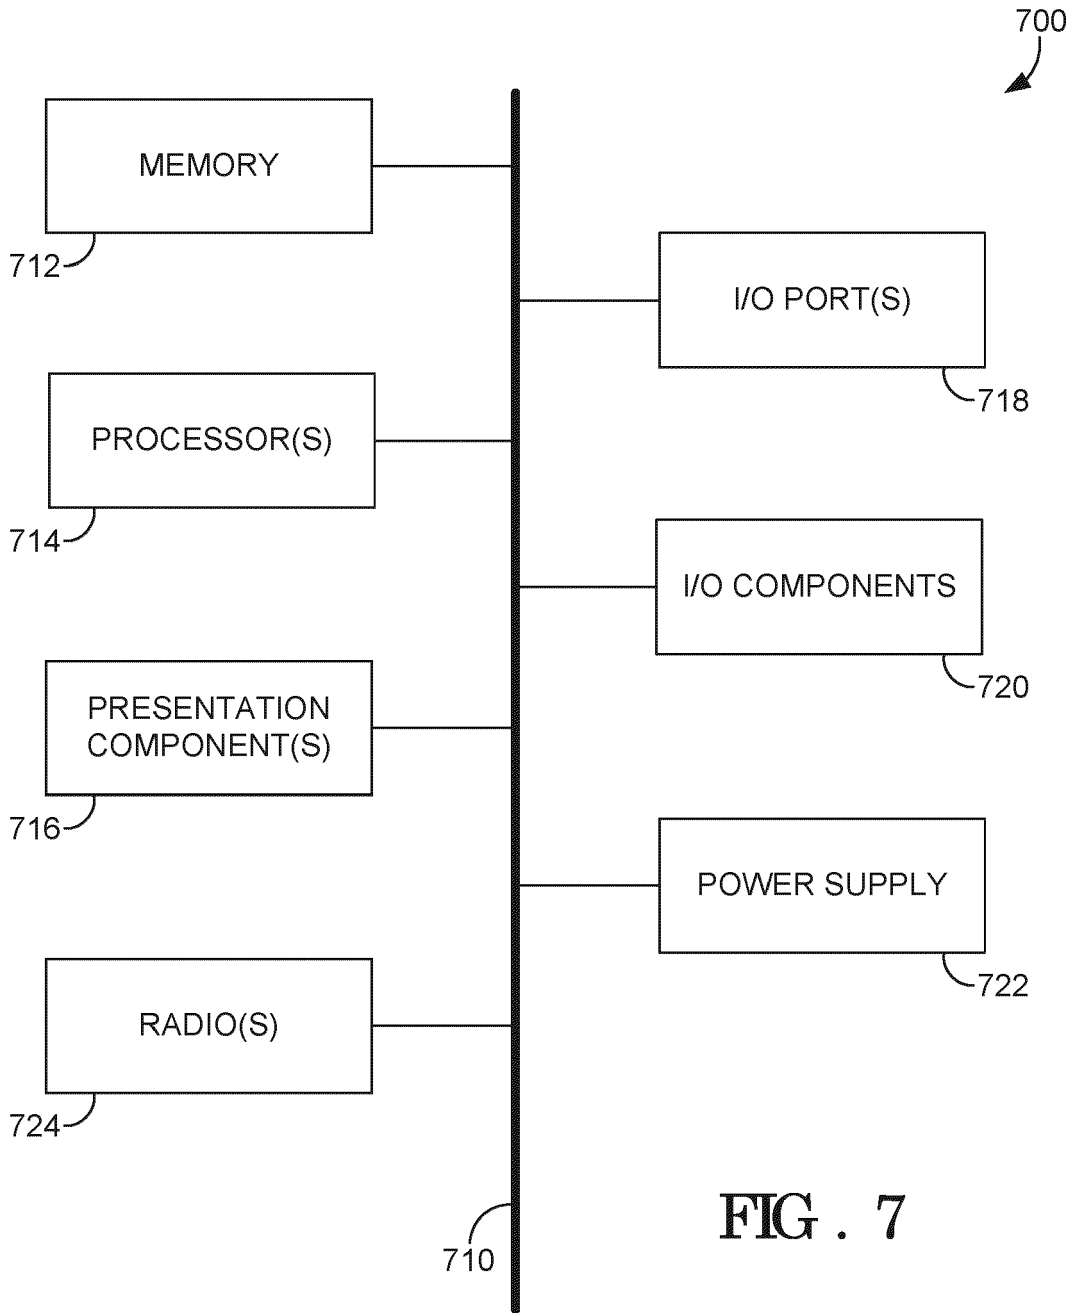 700
MEMORY
712
I/O PORT(S)
718
PROCESSOR(S)
714
I/O COMPONENTS
720
PRESENTATION
COMPONENT(S)
716
POWER SUPPLY
722
RADIO(S)
724
710
FIG. 7